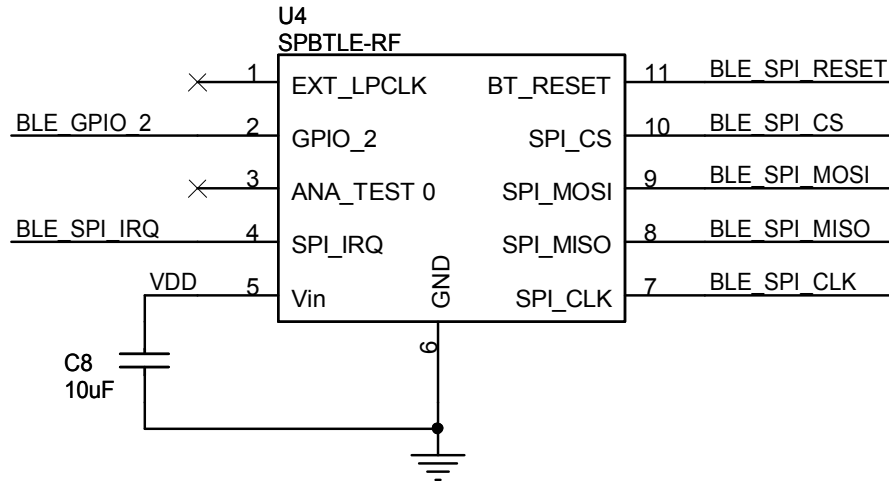 U4
SPBTLE-RF
1 EXT_LPCLK BT_RESET 11 BLE_SPI_RESET
BLE_GPIO_2 2 GPIO_2 SPI_CS 10 BLE_SPI_CS
3 ANA_TEST 0 SPI_MOSI 9 BLE_SPI_MOSI
BLE_SPI_IRQ 4 SPI_IRQ SPI_MISO 8 BLE_SPI_MISO
VDD 5 Vin GND SPI_CLK 7 BLE_SPI_CLK
6
C8
10uF